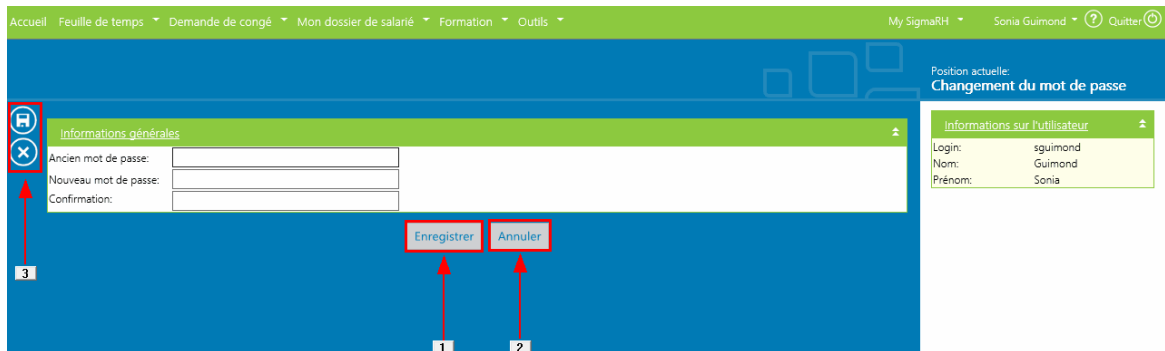 Accueil Feuille de temps Demande de congé Mon dossier de salarié Formation Outils My SigmaRH Sonia Guimond ? Quitter
Position actuelle:
Changement du mot de passe
Informations générales
Ancien mot de passe:
Nouveau mot de passe:
Confirmation:
Informations sur l'utilisateur
Login: sguimond
Nom: Guimond
Prénom: Sonia
Enregistrer Annuler
3
1 2